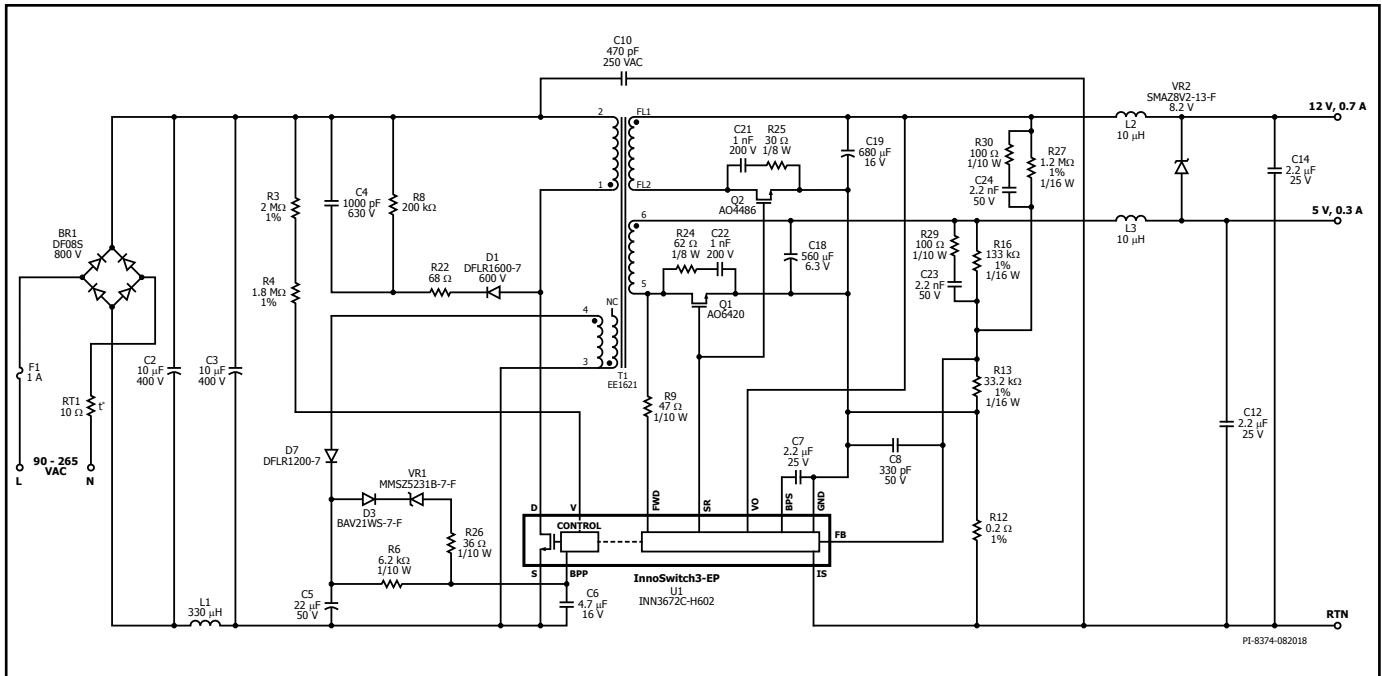 C10
470 pF
250 VAC
VR2
SMAZ8V2-13-F
8.2 V
12 V, 0.7 A
2
FL1
C21
1 nF
200 V
R25
30 Ω
1/8 W
C19
680 μF
16 V
L2
10 μH
R30
100 Ω
1/10 W
R27
1.2 MΩ
1%
1/16 W
C24
2.2 nF
50 V
C14
2.2 μF
25 V
R3
2 MΩ
1%
C4
1000 pF
630 V
R8
200 kΩ
1
FL2
Q2
AO4486
6
5 V, 0.3 A
L3
10 μH
BR1
DF08S
800 V
R24
62 Ω
1/8 W
C22
1 nF
200 V
C18
560 μF
6.3 V
R29
100 Ω
1/10 W
R16
133 kΩ
1%
1/16 W
C23
2.2 nF
50 V
D1
DFLR1600-7
600 V
R22
68 Ω
R4
1.8 MΩ
1%
5
Q1
AO6420
NC
4
3
T1
EE1621
F1
1 A
C2
10 μF
400 V
C3
10 μF
400 V
RT1
10 Ω
t°
R9
47 Ω
1/10 W
R13
33.2 kΩ
1%
1/16 W
C12
2.2 μF
25 V
90 - 265
VAC
L
N
D7
DFLR1200-7
VR1
MMSZ5231B-7-F
D3
BAV21WS-7-F
C7
2.2 μF
25 V
C8
330 pF
50 V
D
V
FWD
SR
VO
BPS
GND
CONTROL
FB
R26
36 Ω
1/10 W
R12
0.2 Ω
1%
R6
6.2 kΩ
1/10 W
S
BPP
IS
InnoSwitch3-EP
U1
INN3672C-H602
C5
22 μF
50 V
C6
4.7 μF
16 V
L1
330 μH
RTN
PI-8374-082018